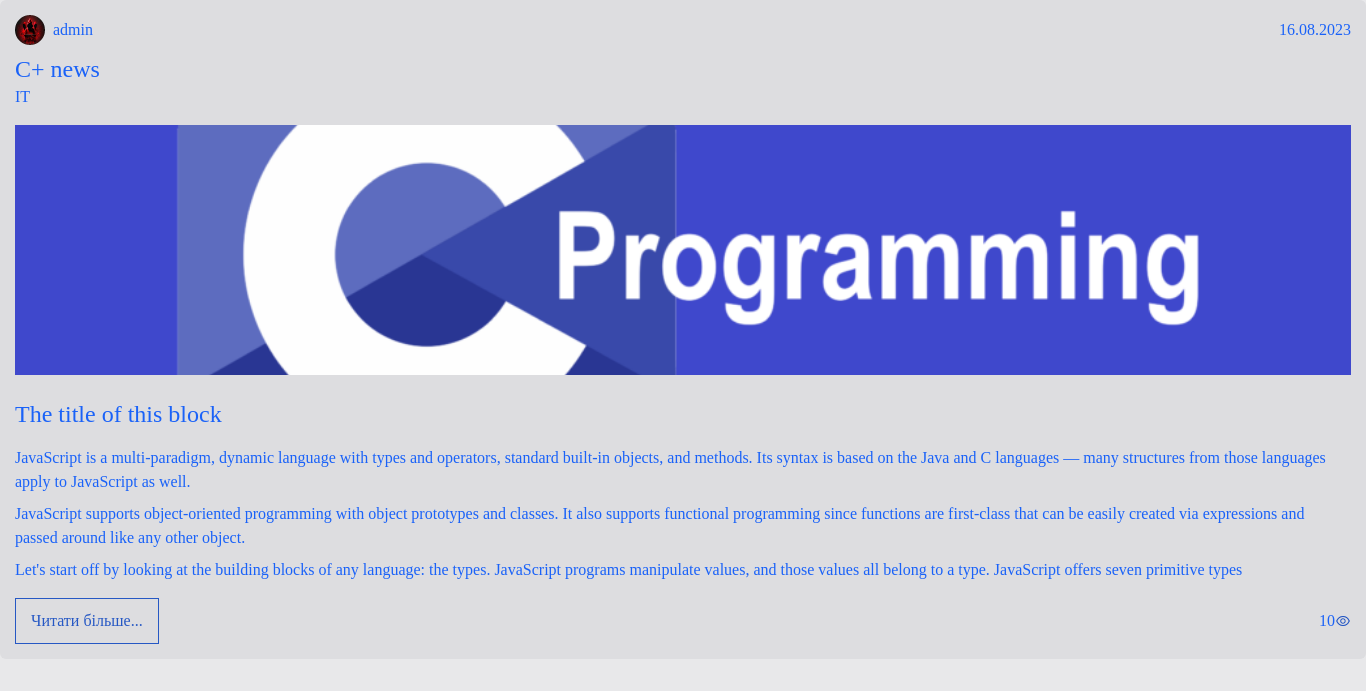 admin
16.08.2023
C+ news
IT
Programming
The title of this block
JavaScript is a multi-paradigm, dynamic language with types and operators, standard built-in objects, and methods. Its syntax is based on the Java and C languages — many structures from those languages
apply to JavaScript as well.
JavaScript supports object-oriented programming with object prototypes and classes. It also supports functional programming since functions are first-class that can be easily created via expressions and
passed around like any other object.
Let's start off by looking at the building blocks of any language: the types. JavaScript programs manipulate values, and those values all belong to a type. JavaScript offers seven primitive types
Читати більше...
10